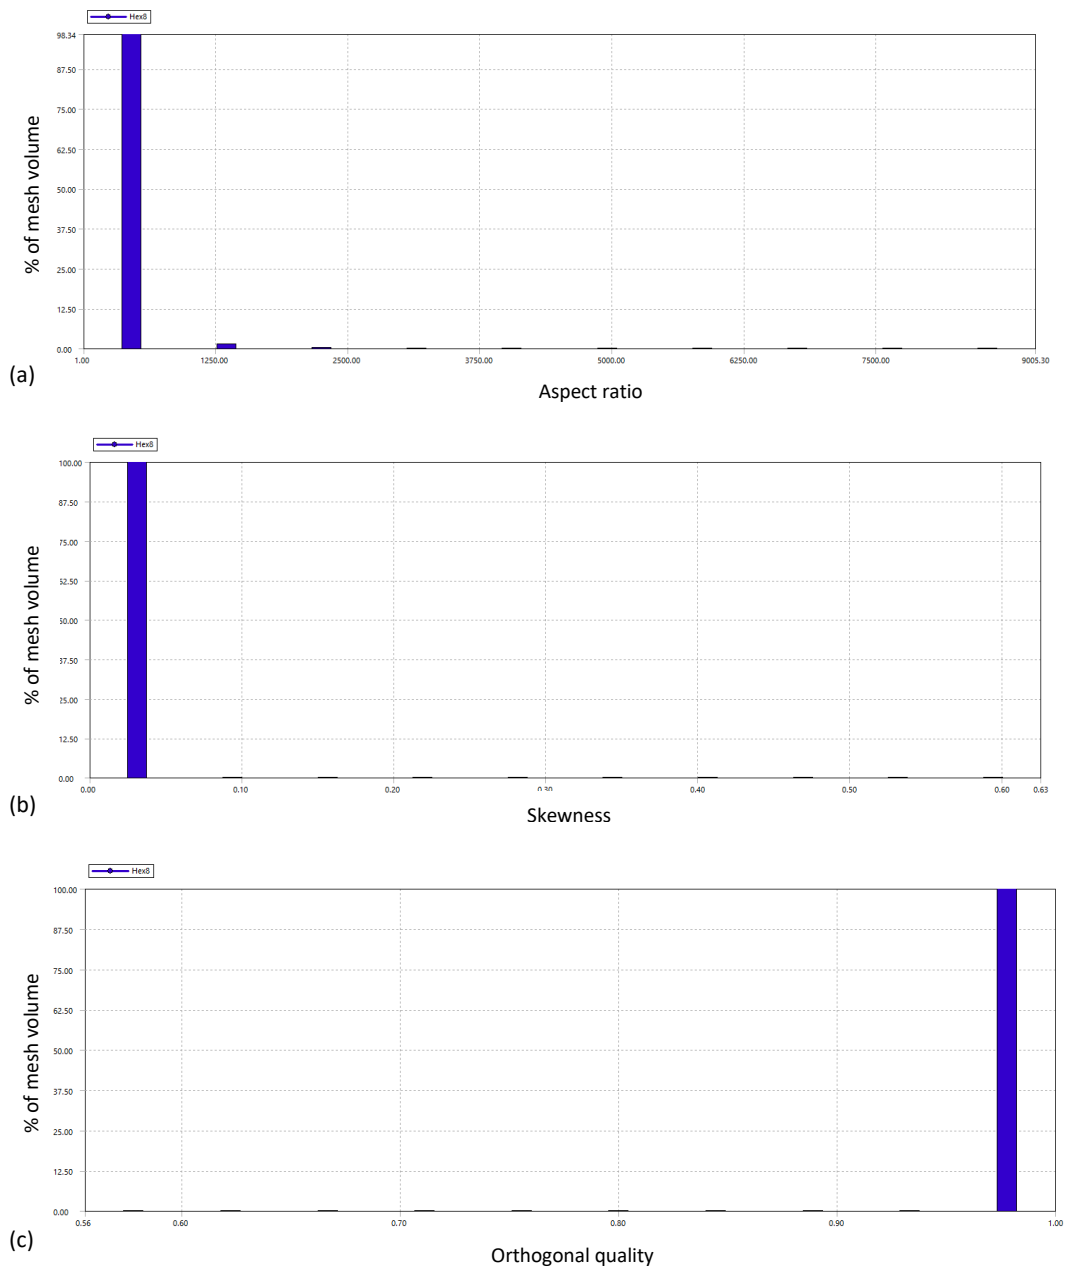 Hex8
98.34
87.50
75.00
62.50
50.00
37.50
25.00
12.50
0.00
% of mesh volume
1.00 1250.00 2500.00 3750.00 5000.00 6250.00 7500.00 9005.30
(a)
Aspect ratio
Hex8
100.00
87.50
75.00
52.50
50.00
37.50
25.00
12.50
0.00
% of mesh volume
0.00 0.10 0.20 0.30 0.40 0.50 0.60 0.63
(b)
Skewness
Hex8
100.00
87.50
75.00
62.50
50.00
37.50
25.00
12.50
0.00
% of mesh volume
0.56 0.60 0.70 0.80 0.90 1.00
(c)
Orthogonal quality